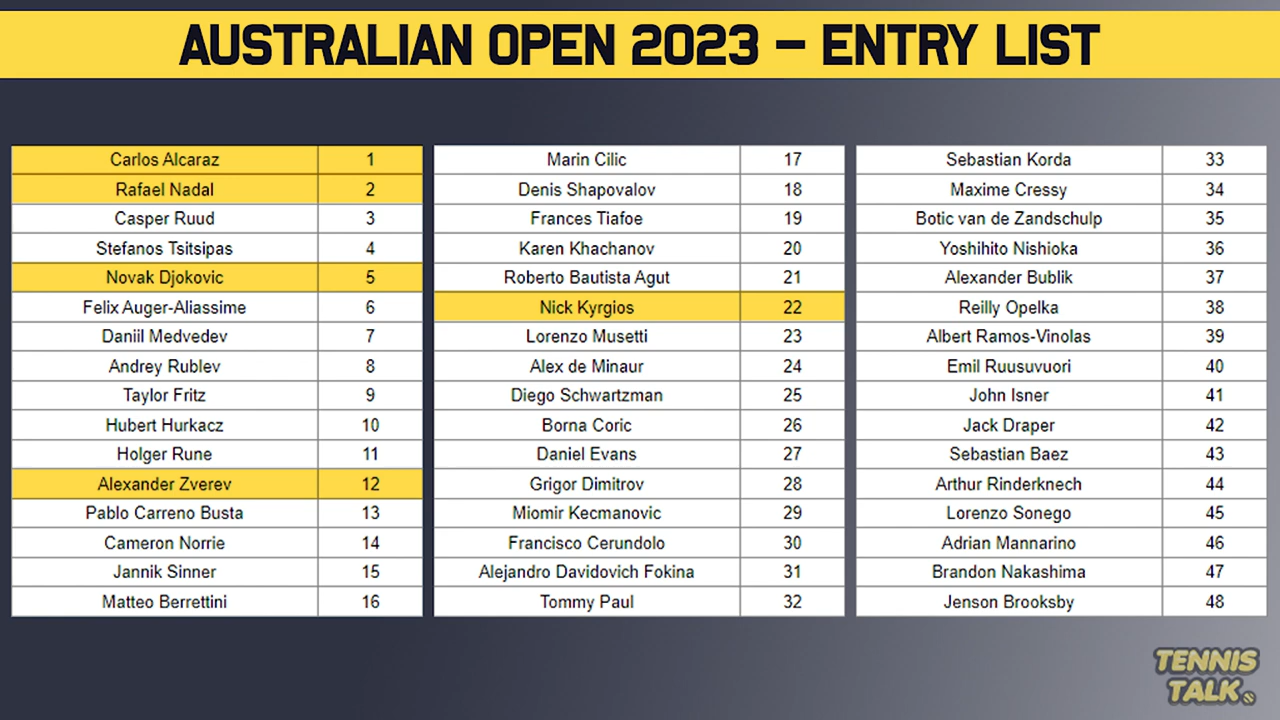 AUSTRALIAN OPEN 2023 – ENTRY LIST
Carlos Alcaraz 1
Rafael Nadal 2
Casper Ruud 3
Stefanos Tsitsipas 4
Novak Djokovic 5
Felix Auger-Aliassime 6
Daniil Medvedev 7
Andrey Rublev 8
Taylor Fritz 9
Hubert Hurkacz 10
Holger Rune 11
Alexander Zverev 12
Pablo Carreno Busta 13
Cameron Norrie 14
Jannik Sinner 15
Matteo Berrettini 16
Marin Cilic 17
Denis Shapovalov 18
Frances Tiafoe 19
Karen Khachanov 20
Roberto Bautista Agut 21
Nick Kyrgios 22
Lorenzo Musetti 23
Alex de Minaur 24
Diego Schwartzman 25
Borna Coric 26
Daniel Evans 27
Grigor Dimitrov 28
Miomir Kecmanovic 29
Francisco Cerundolo 30
Alejandro Davidovich Fokina 31
Tommy Paul 32
Sebastian Korda 33
Maxime Cressy 34
Botic van de Zandschulp 35
Yoshihito Nishioka 36
Alexander Bublik 37
Reilly Opelka 38
Albert Ramos-Vinolas 39
Emil Ruusuvuori 40
John Isner 41
Jack Draper 42
Sebastian Baez 43
Arthur Rinderknech 44
Lorenzo Sonego 45
Adrian Mannarino 46
Brandon Nakashima 47
Jenson Brooksby 48
TENNIS
TALK